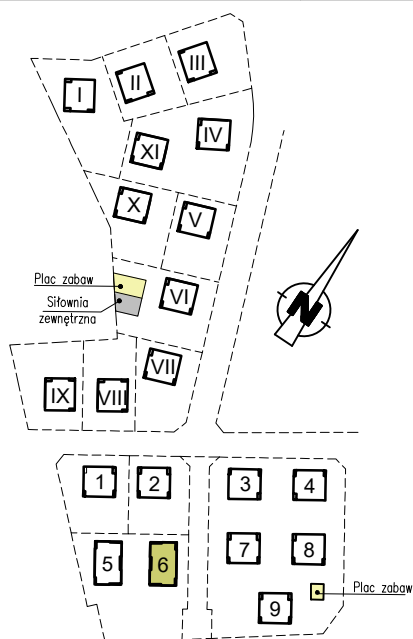 III
II
I
IV
XI
X
V
Plac zabaw
VI
Siłownia
zewnętrzna
N
VII
IX
VIII
1
2
3
4
5
6
7
8
Plac zabaw
9